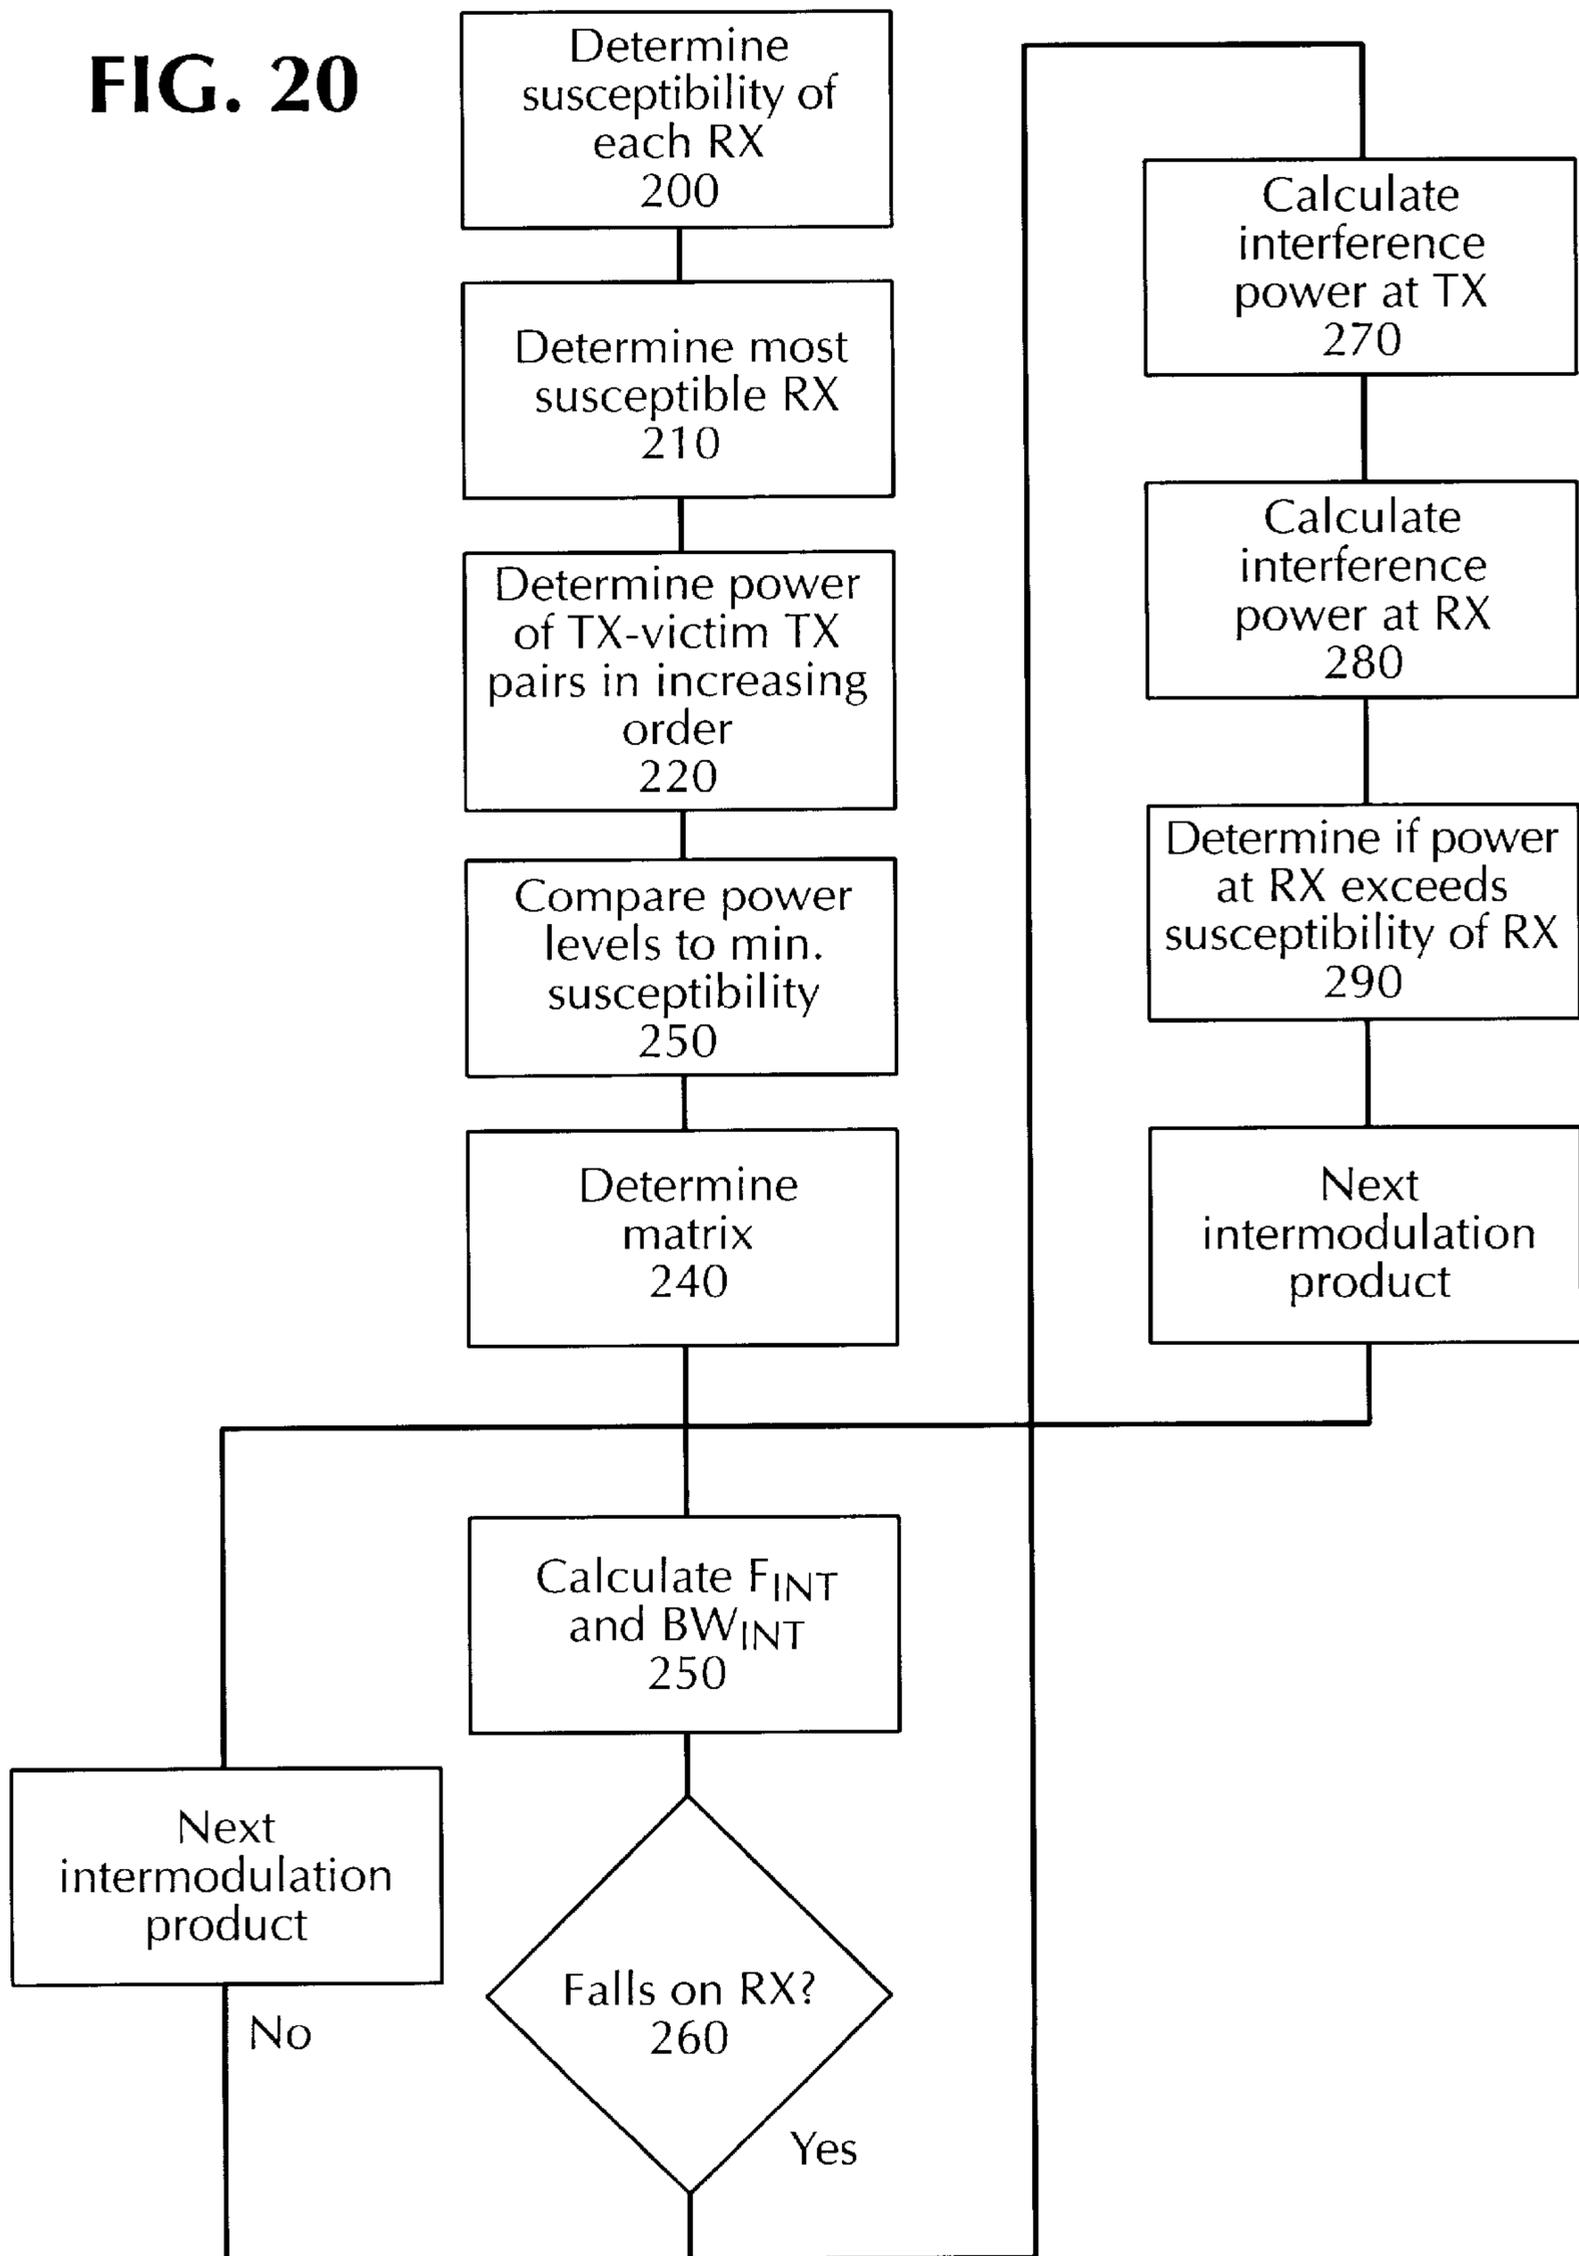 FIG. 20
Determine
susceptibility of
each RX
200
Determine most
susceptible RX
210
Determine power
of TX-victim TX
pairs in increasing
order
220
Compare power
levels to min.
susceptibility
250
Determine
matrix
240
Calculate FINT
and BWINT
250
Falls on RX?
260
Yes
Next
intermodulation
product
No
Calculate
interference
power at TX
270
Calculate
interference
power at RX
280
Determine if power
at RX exceeds
susceptibility of RX
290
Next
intermodulation
product